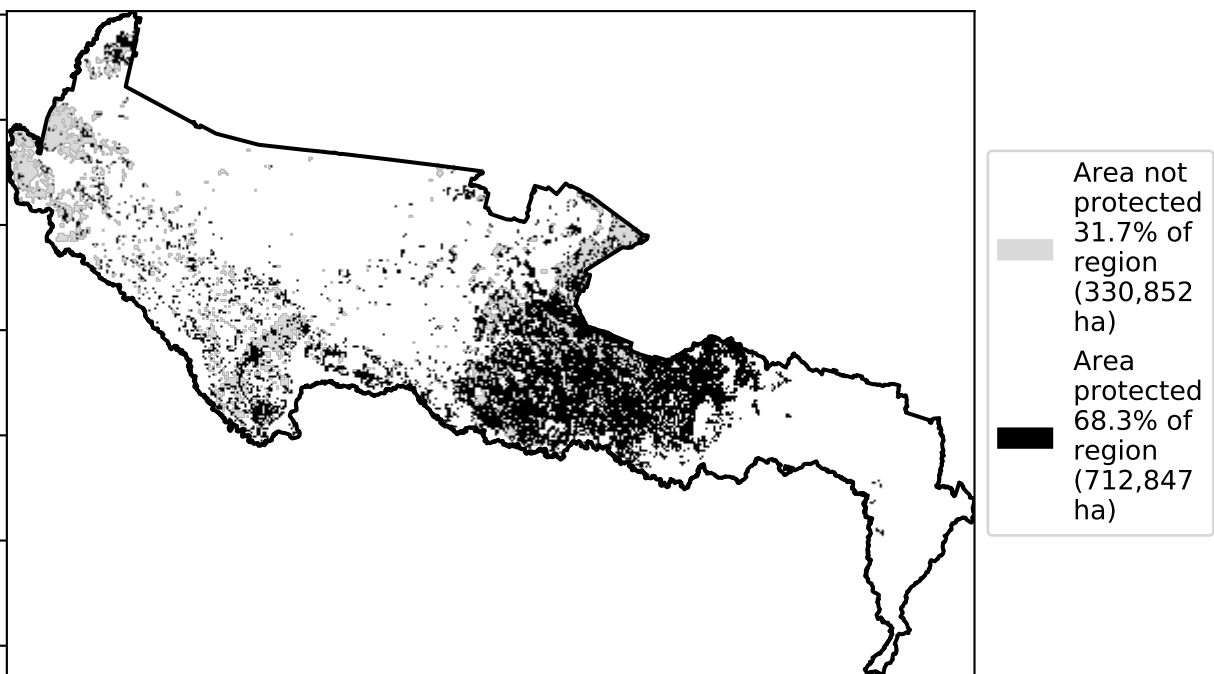 Area not
protected
31.7% of
region
(330,852
ha)
Area
protected
68.3% of
region
(712,847
ha)